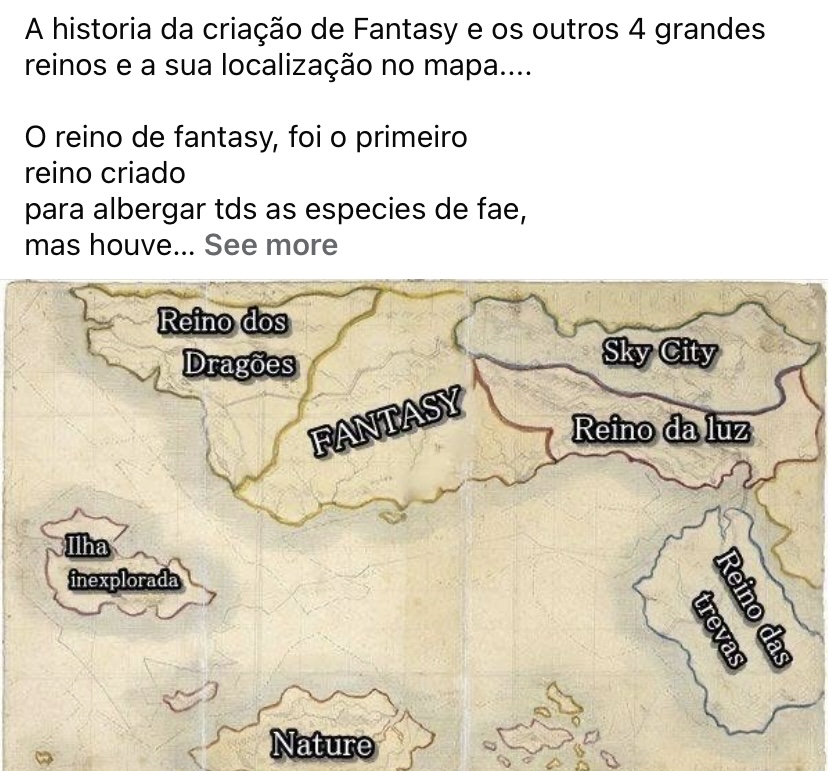 A historia da criação de Fantasy e os outros 4 grandes
reinos e a sua localização no mapa....
O reino de fantasy, foi o primeiro
reino criado
para albergar tds as especies de fae,
mas houve... See more
Reino dos
Dragões
Sky City
FANTASY
Reino da luz
Ilha
inexplorada
Reino das
trevas
Nature